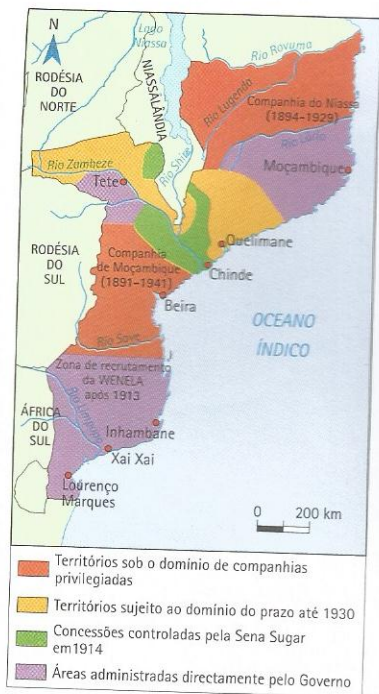 N
Lago
Niassa
Rio Rovuma
RODÉSIA
DO
NORTE
NIASSALÂNDIA
Rio Lugenda
Companhia do Niassa
(1894-1929)
Rio Lúrio
Rio Zambeze
Rio Shire
Moçambique
Tete
Quelimane
Chinde
RODÉSIA
DO
SUL
Companhia
de Moçambique
(1891-1941)
Beira
OCEANO
ÍNDICO
Rio Save
Zona de recrutamento
da WENELA
após 1913
ÁFRICA
DO
SUL
Rio Limpopo
Inhambane
Xai Xai
Lourenço
Marques
0 200 km
Territórios sob o domínio de companhias
privilegiadas
Território sujeito ao domínio do prazo até 1930
Concessões controladas pela Sena Sugar
em1914
Áreas administradas directamente pelo Governo